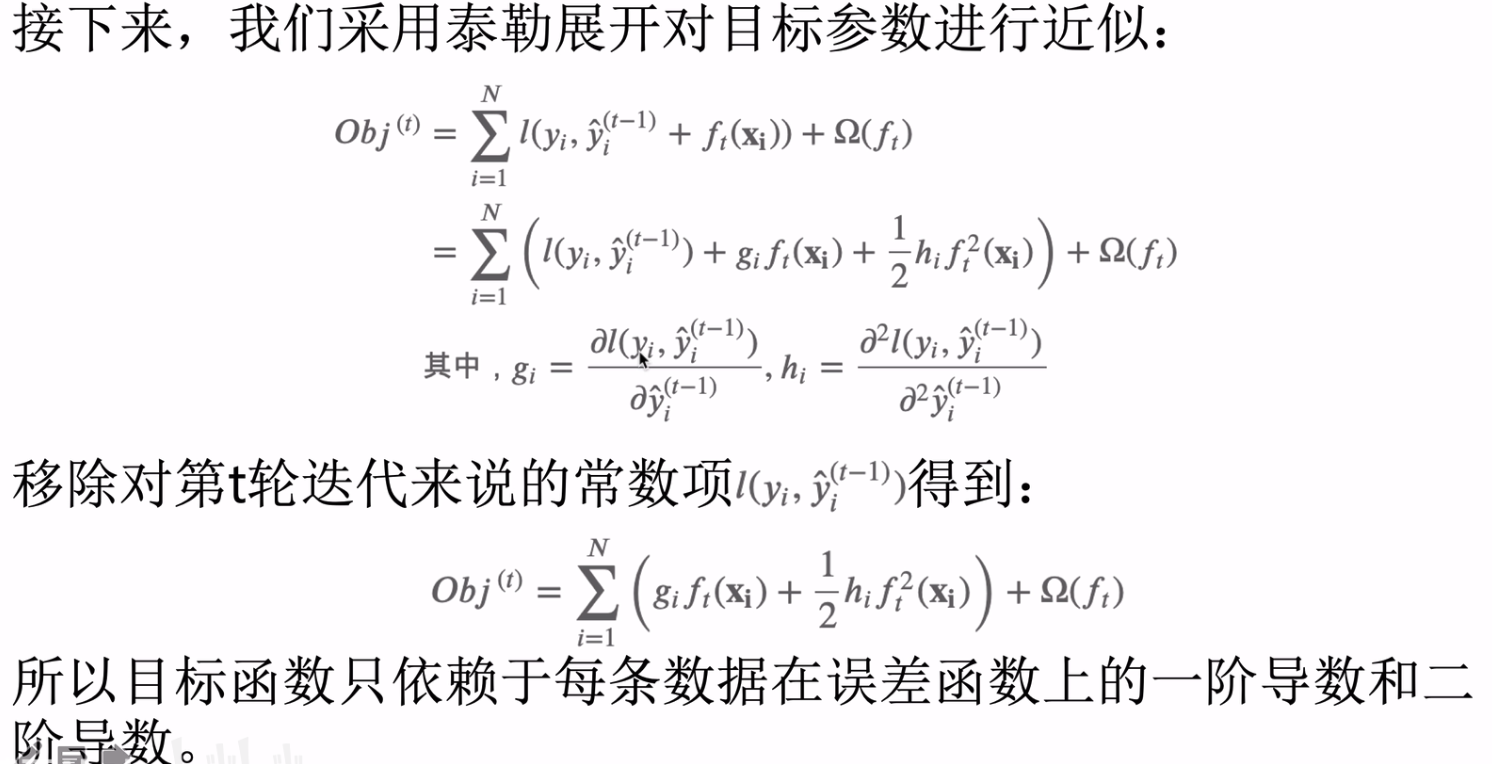 接下来，我们采用泰勒展开对目标参数进行近似：
Obj^{(t)} = \sum_{i=1}^{N} l(y_i, \hat{y}_i^{(t-1)} + f_t(\mathbf{x_i})) + Ω(f_t)
= \sum_{i=1}^{N} \left( l(y_i, \hat{y}_i^{(t-1)}) + g_i f_t(\mathbf{x_i}) + \frac{1}{2} h_i f_t^2(\mathbf{x_i}) \right) + Ω(f_t)
其中，g_i = \frac{∂l(y_i, \hat{y}_i^{(t-1)})}{∂\hat{y}_i^{(t-1)}}, h_i = \frac{∂^2 l(y_i, \hat{y}_i^{(t-1)})}{∂^2 \hat{y}_i^{(t-1)}}
移除对第t轮迭代来说的常数项l(y_i, \hat{y}_i^{(t-1)})得到：
Obj^{(t)} = \sum_{i=1}^{N} \left( g_i f_t(\mathbf{x_i}) + \frac{1}{2} h_i f_t^2(\mathbf{x_i}) \right) + Ω(f_t)
所以目标函数只依赖于每条数据在误差函数上的一阶导数和二
阶导数。